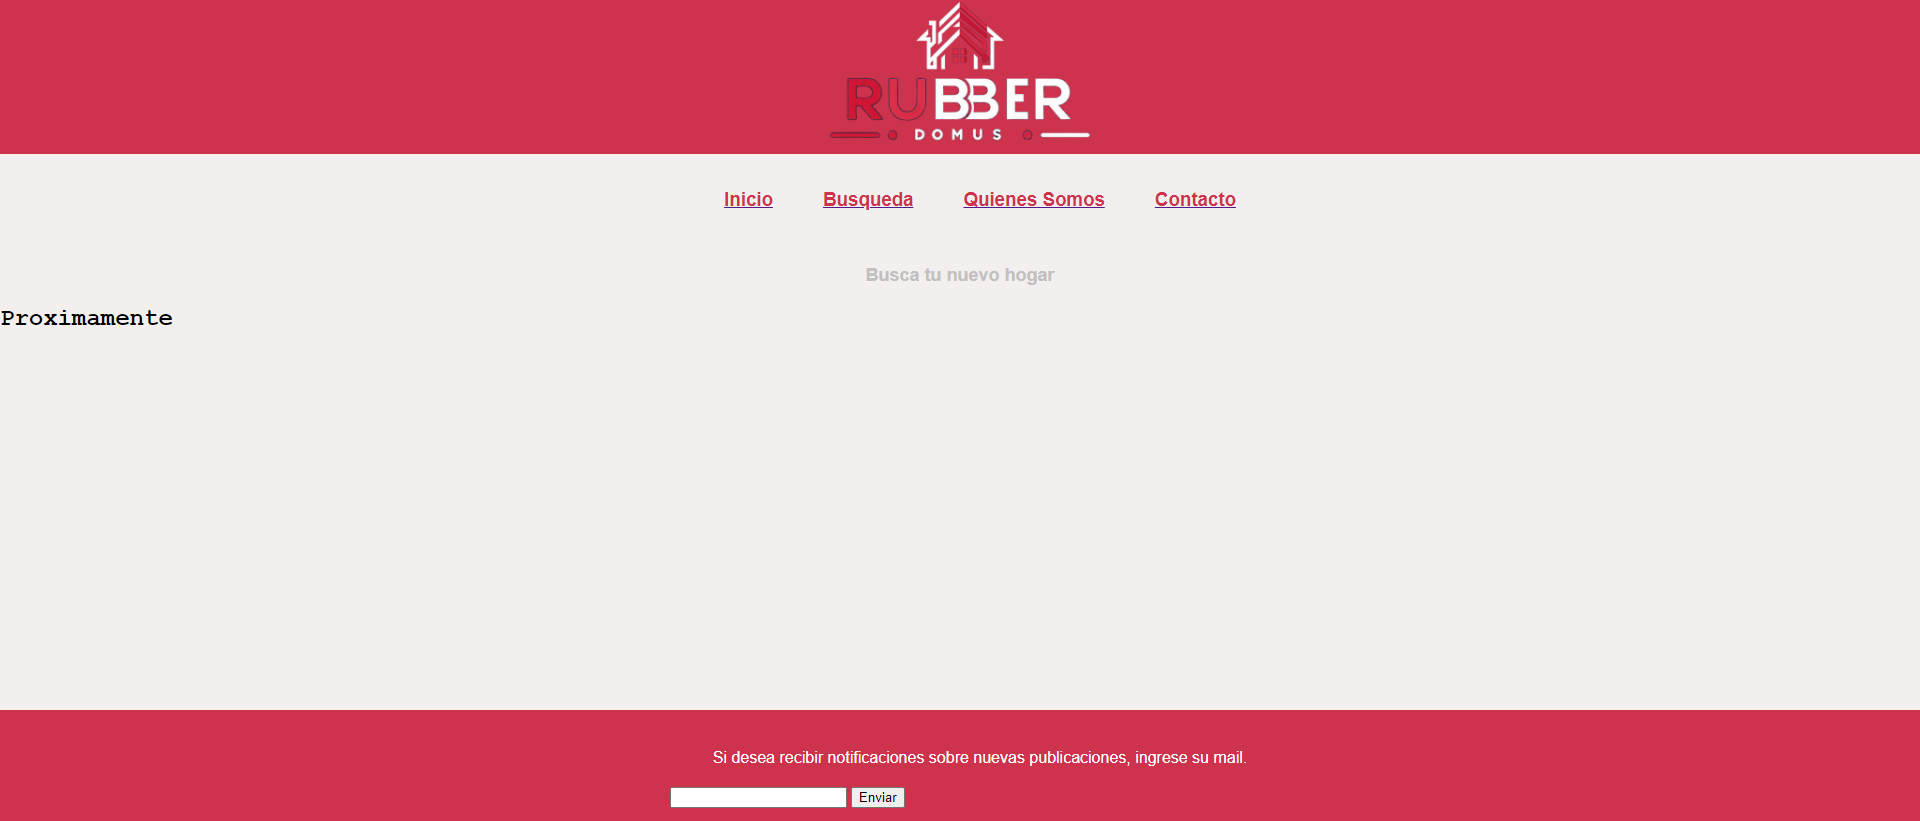 RUBBER
DOMUS
Inicio Busqueda Quienes Somos Contacto
Busca tu nuevo hogar
Proximamente
Si desea recibir notificaciones sobre nuevas publicaciones, ingrese su mail.
Enviar